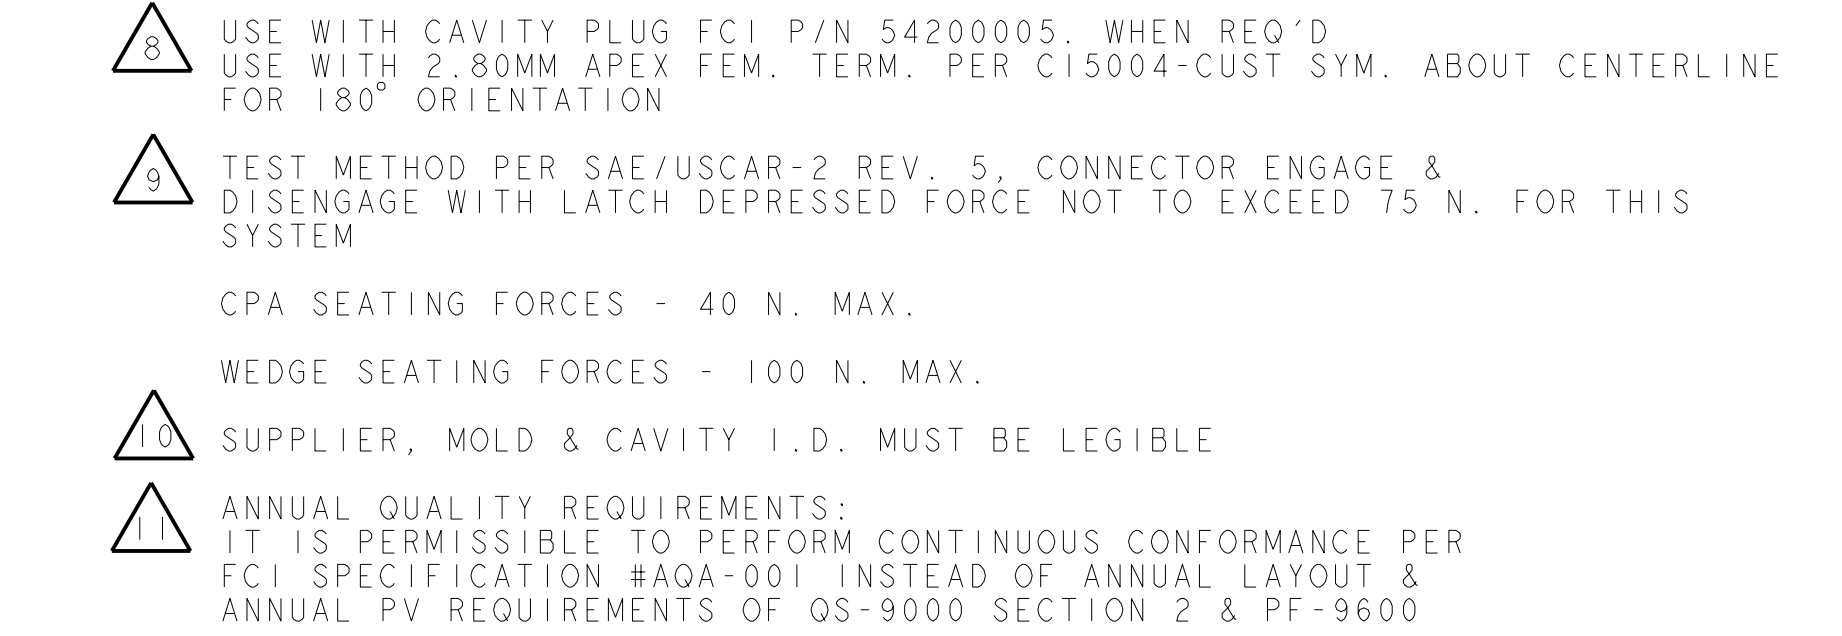 8 USE WITH CAVITY PLUG FCI P/N 54200005. WHEN REQ'D
USE WITH 2.80MM APEX FEM. TERM. PER C15004-CUST SYM. ABOUT CENTERLINE
FOR 180° ORIENTATION
9 TEST METHOD PER SAE/USCAR-2 REV. 5, CONNECTOR ENGAGE &
DISENGAGE WITH LATCH DEPRESSED FORCE NOT TO EXCEED 75 N. FOR THIS
SYSTEM
CPA SEATING FORCES - 40 N. MAX.
WEDGE SEATING FORCES - 100 N. MAX.
10 SUPPLIER, MOLD & CAVITY I.D. MUST BE LEGIBLE
11 ANNUAL QUALITY REQUIREMENTS:
IT IS PERMISSIBLE TO PERFORM CONTINUOUS CONFORMANCE PER
FCI SPECIFICATION #AQA-001 INSTEAD OF ANNUAL LAYOUT &
ANNUAL PV REQUIREMENTS OF QS-9000 SECTION 2 & PF-9600